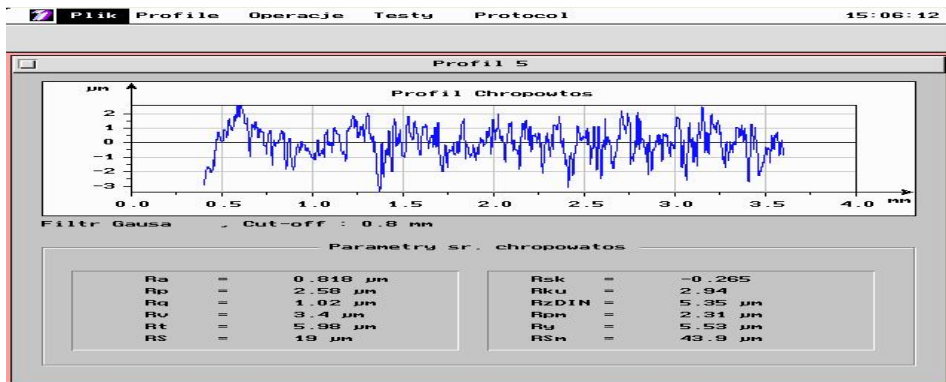 Plik Profile Operacje Testy Protocol 15:06:12
Profil 5
µm
Profil Chropowtos
2
1
0
-1
-2
-3
0.0 0.5 1.0 1.5 2.0 2.5 3.0 3.5 4.0 mm
Filtr Gausa , Cut-off : 0.8 mm
Parametry sr. chropowatos
Ra = 0.818 µm
Rp = 2.58 µm
Rq = 1.02 µm
Rv = 3.4 µm
Rt = 5.98 µm
RS = 19 µm
Rsk = -0.265
Rku = 2.94
RzDIN = 5.35 µm
Rpm = 2.31 µm
Ry = 5.53 µm
RSm = 43.9 µm